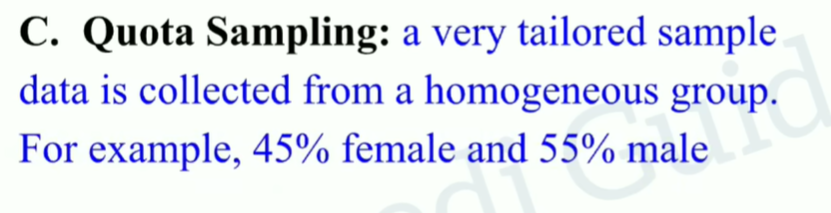 C. Quota Sampling: a very tailored sample
data is collected from a homogeneous group.
For example, 45% female and 55% male